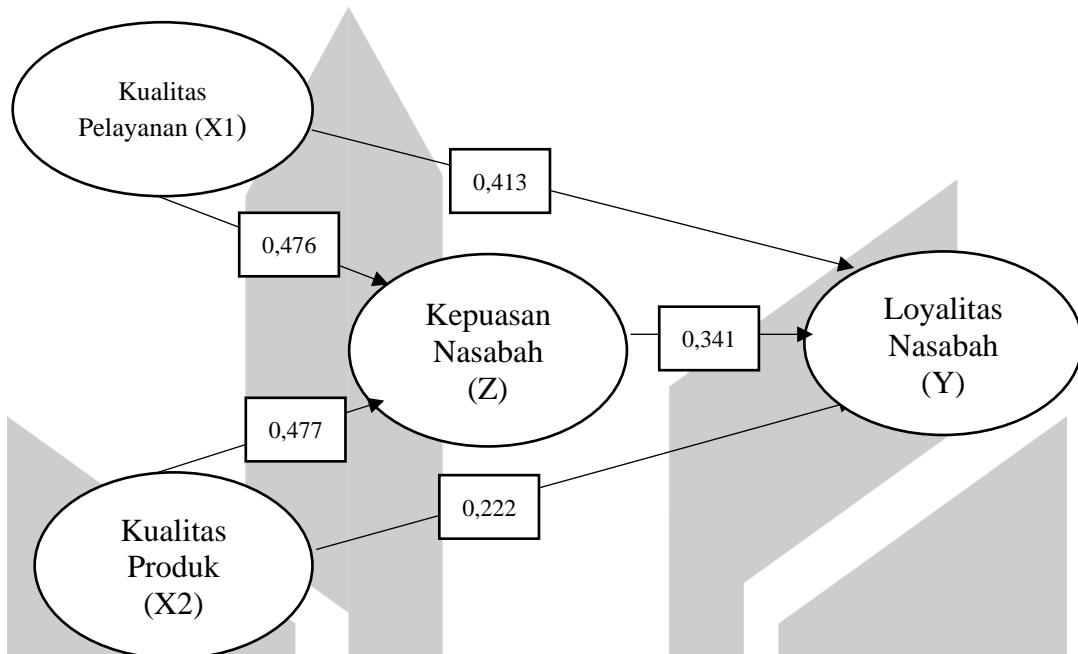 Kualitas
Pelayanan (X1)
0,413
0,476
Kepuasan
Nasabah
(Z)
0,341
Loyalitas
Nasabah
(Y)
0,477
0,222
Kualitas
Produk
(X2)